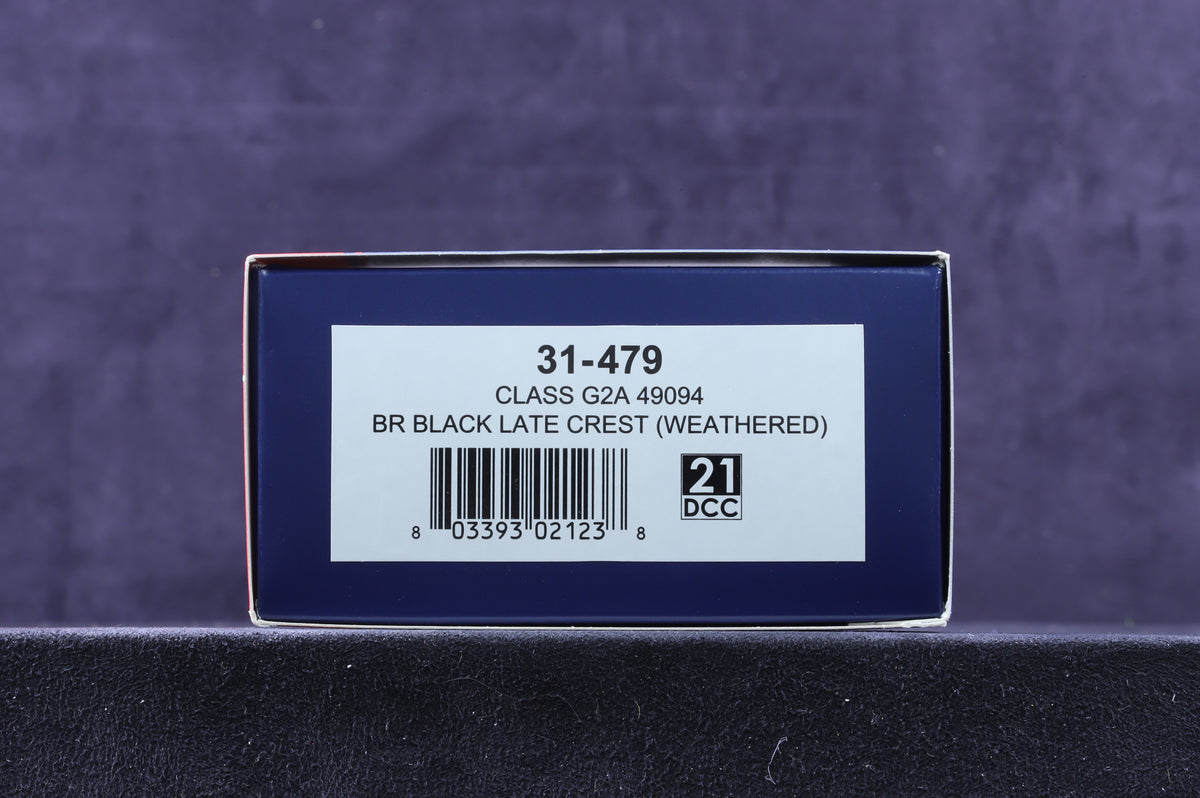 31-479
CLASS G2A 49094
BR BLACK LATE CREST (WEATHERED)
21
DCC
8 03393 02123 8